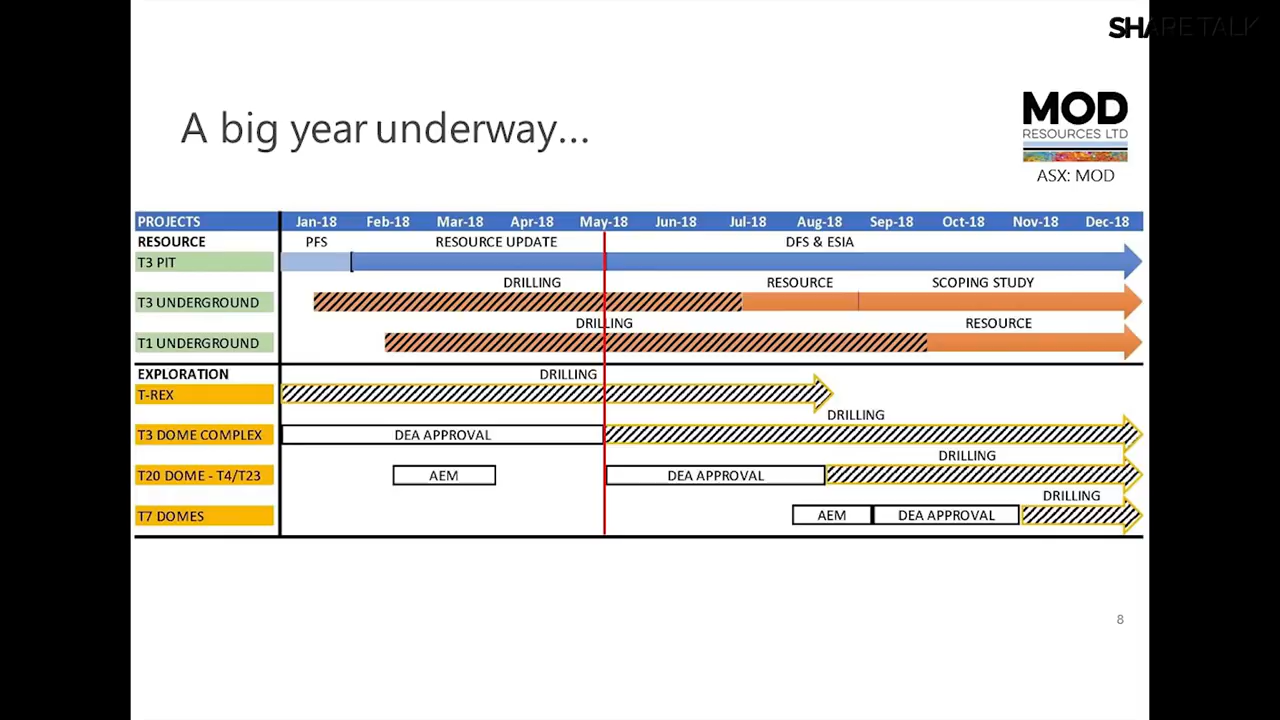 SHARETALK
A big year underway...
MOD
RESOURCES LTD
ASX: MOD
PROJECTS Jan-18 Feb-18 Mar-18 Apr-18 May-18 Jun-18 Jul-18 Aug-18 Sep-18 Oct-18 Nov-18 Dec-18
RESOURCE PFS RESOURCE UPDATE DFS & ESIA
T3 PIT
DRILLING RESOURCE SCOPING STUDY
T3 UNDERGROUND
DRILLING RESOURCE
T1 UNDERGROUND
EXPLORATION DRILLING
T-REX
DRILLING
T3 DOME COMPLEX DEA APPROVAL
DRILLING
T20 DOME - T4/T23 AEM DEA APPROVAL
DRILLING
T7 DOMES AEM DEA APPROVAL
8